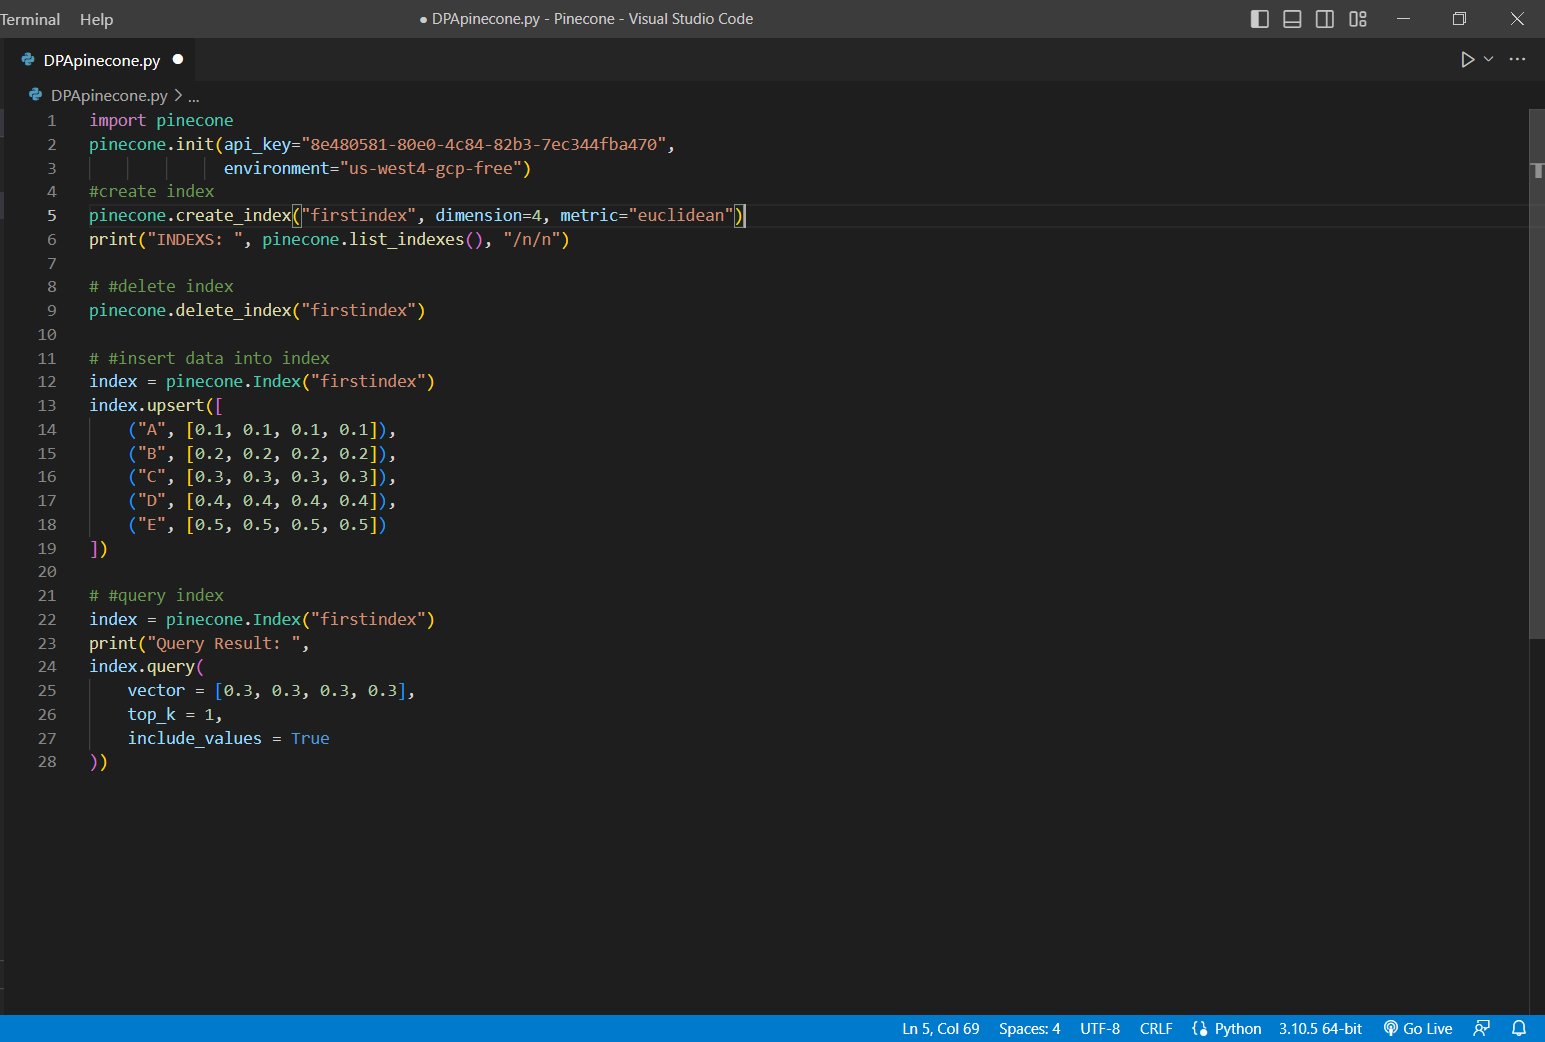 Terminal Help ● DPApinecone.py - Pinecone - Visual Studio Code
DPApinecone.py ●
DPApinecone.py > ...
1 import pinecone
2 pinecone.init(api_key="8e480581-80e0-4c84-82b3-7ec344fba470",
3 environment="us-west4-gcp-free")
4 #create index
5 pinecone.create_index("firstindex", dimension=4, metric="euclidean")
6 print("INDEXS: ", pinecone.list_indexes(), "/n/n")
7
8 # #delete index
9 pinecone.delete_index("firstindex")
10
11 # #insert data into index
12 index = pinecone.Index("firstindex")
13 index.upsert([
14 ("A", [0.1, 0.1, 0.1, 0.1]),
15 ("B", [0.2, 0.2, 0.2, 0.2]),
16 ("C", [0.3, 0.3, 0.3, 0.3]),
17 ("D", [0.4, 0.4, 0.4, 0.4]),
18 ("E", [0.5, 0.5, 0.5, 0.5])
19 ])
20
21 # #query index
22 index = pinecone.Index("firstindex")
23 print("Query Result: ",
24 index.query(
25 vector = [0.3, 0.3, 0.3, 0.3],
26 top_k = 1,
27 include_values = True
28 ))
Ln 5, Col 69 Spaces: 4 UTF-8 CRLF Python 3.10.5 64-bit Go Live